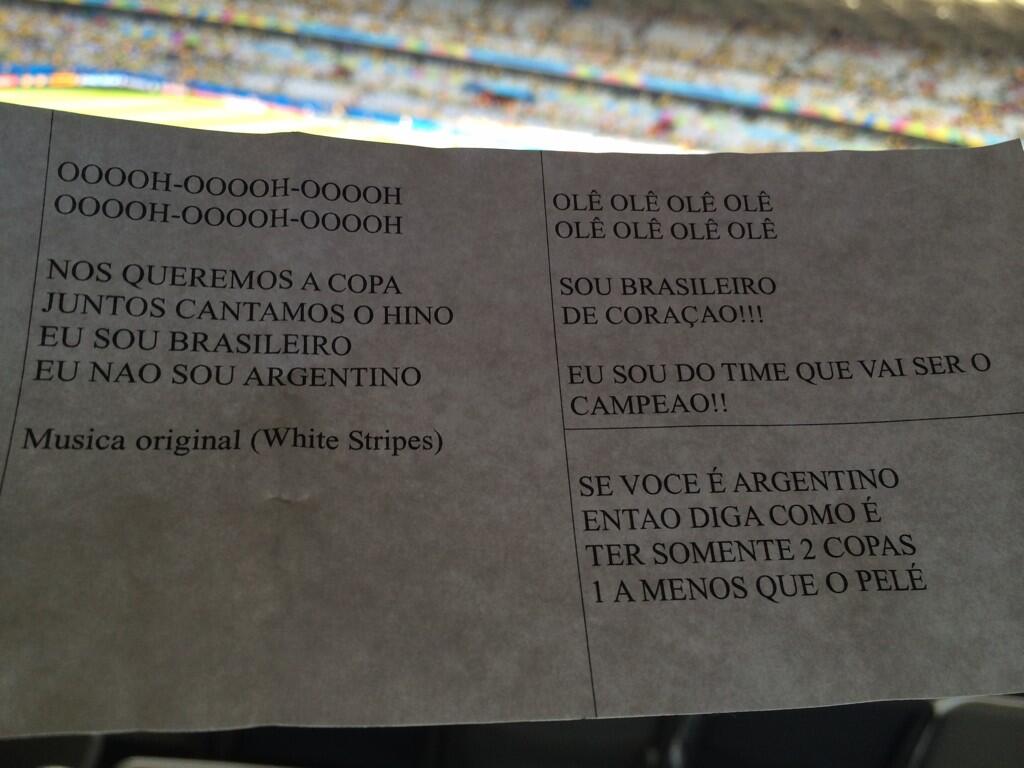 OOOOH-OOOOH-OOOOH
OOOOH-OOOOH-OOOOH
NOS QUEREMOS A COPA
JUNTOS CANTAMOS O HINO
EU SOU BRASILEIRO
EU NAO SOU ARGENTINO
Musica original (White Stripes)
OLÊ OLÊ OLÊ OLÊ
OLÊ OLÊ OLÊ OLÊ
SOU BRASILEIRO
DE CORAÇAO!!!
EU SOU DO TIME QUE VAI SER O
CAMPEAO!!
SE VOCE É ARGENTINO
ENTAO DIGA COMO É
TER SOMENTE 2 COPAS
1 A MENOS QUE O PELÉ